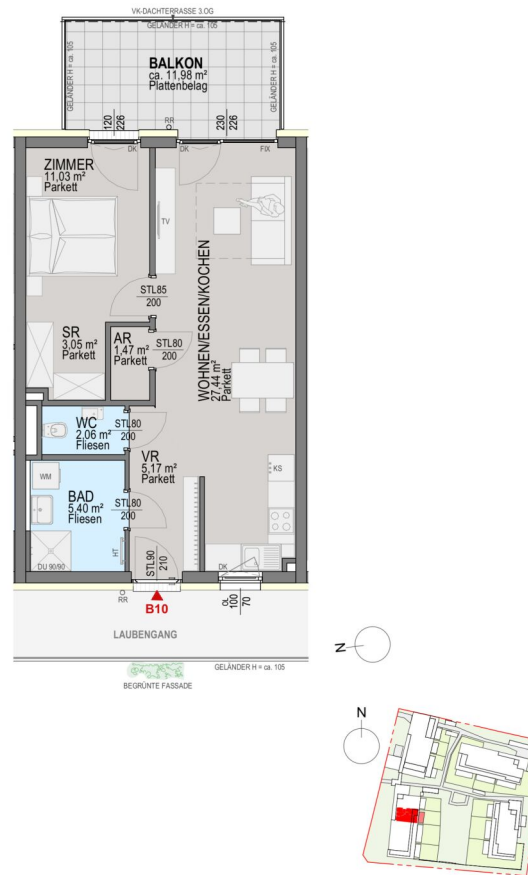 VK-DACHTERRASSE 3.OG
GELÄNDER H = ca. 105
GELÄNDER H = ca. 105
GELÄNDER H = ca. 105
BALKON
ca. 11,98 m²
Plattenbelag
120
226
RR
230
226
DK
DK
FIX
ZIMMER
11,03 m²
Parkett
TV
WOHNEN/ESSEN/KOCHEN
27,44 m²
Parkett
STL85
200
SR
3,05 m²
Parkett
AR
1,47 m²
Parkett
STL80
200
WC
2,06 m²
Fliesen
STL80
200
VR
5,17 m²
Parkett
KS
WM
BAD
5,40 m²
Fliesen
STL80
200
HT
DU 90/90
STL90
210
DK
RR
B10
100
70
LAUBENGANG
GELÄNDER H = ca. 105
BEGRÜNTE FASSADE
N
N